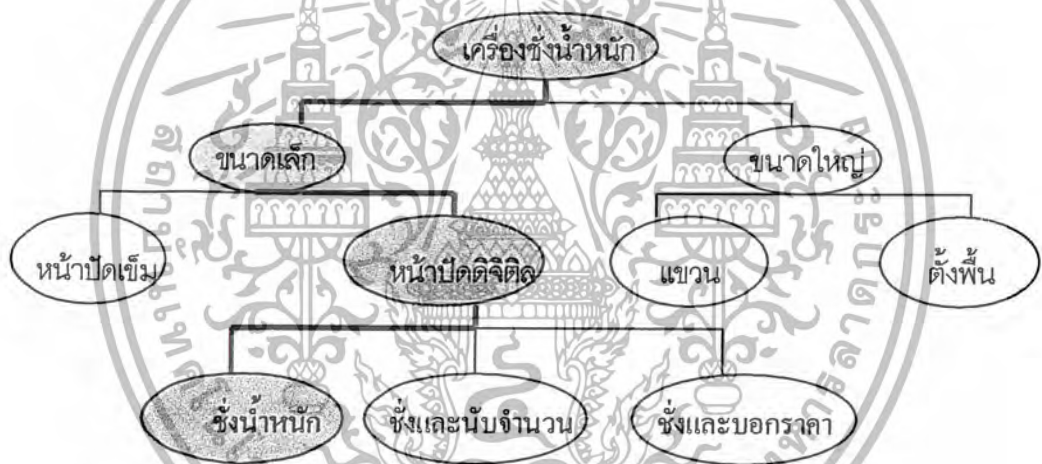 เครื่องชั่งน้ำหนัก
ขนาดเล็ก
ขนาดใหญ่
หน้าปัดเข็ม
หน้าปัดดิจิตล
แขวน
ตั้งพื้น
ชั่งน้ำหนัก
ชั่งและนับจำนวน
ชั่งและบอกราคา